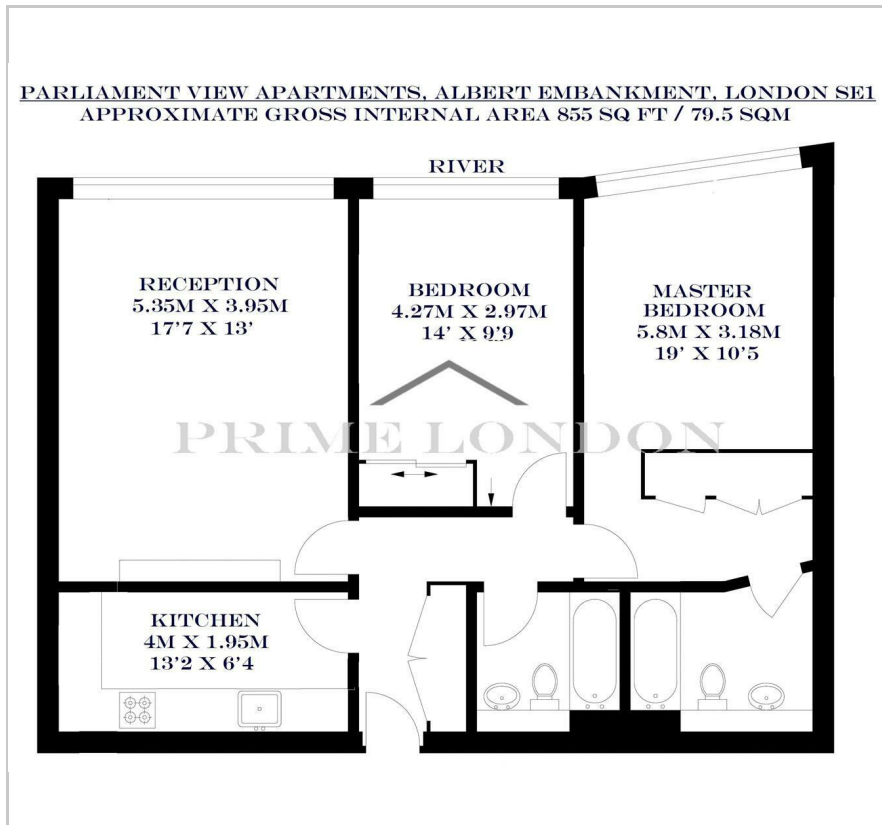 PARLIAMENT VIEW APARTMENTS, ALBERT EMBANKMENT, LONDON SE1
APPROXIMATE GROSS INTERNAL AREA 855 SQ FT / 79.5 SQM
RIVER
RECEPTION
5.35M X 3.95M
17'7 X 13'
BEDROOM
4.27M X 2.97M
14' X 9'9
MASTER
BEDROOM
5.8M X 3.18M
19' X 10'5
PRIME LONDON
KITCHEN
4M X 1.95M
13'2 X 6'4